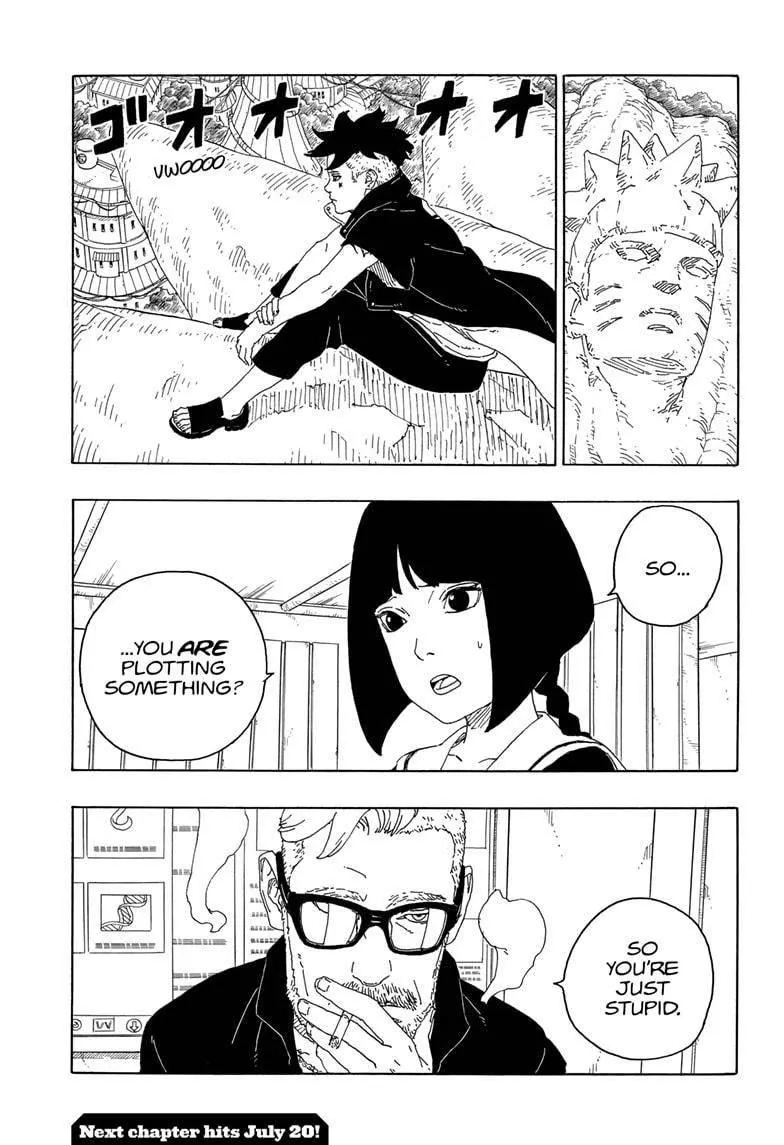 ゴオオオオ
VWOOOO
SO...
...YOU ARE
PLOTTING
SOMETHING?
SO
YOU'RE
JUST
STUPID.
Next chapter hits July 20!